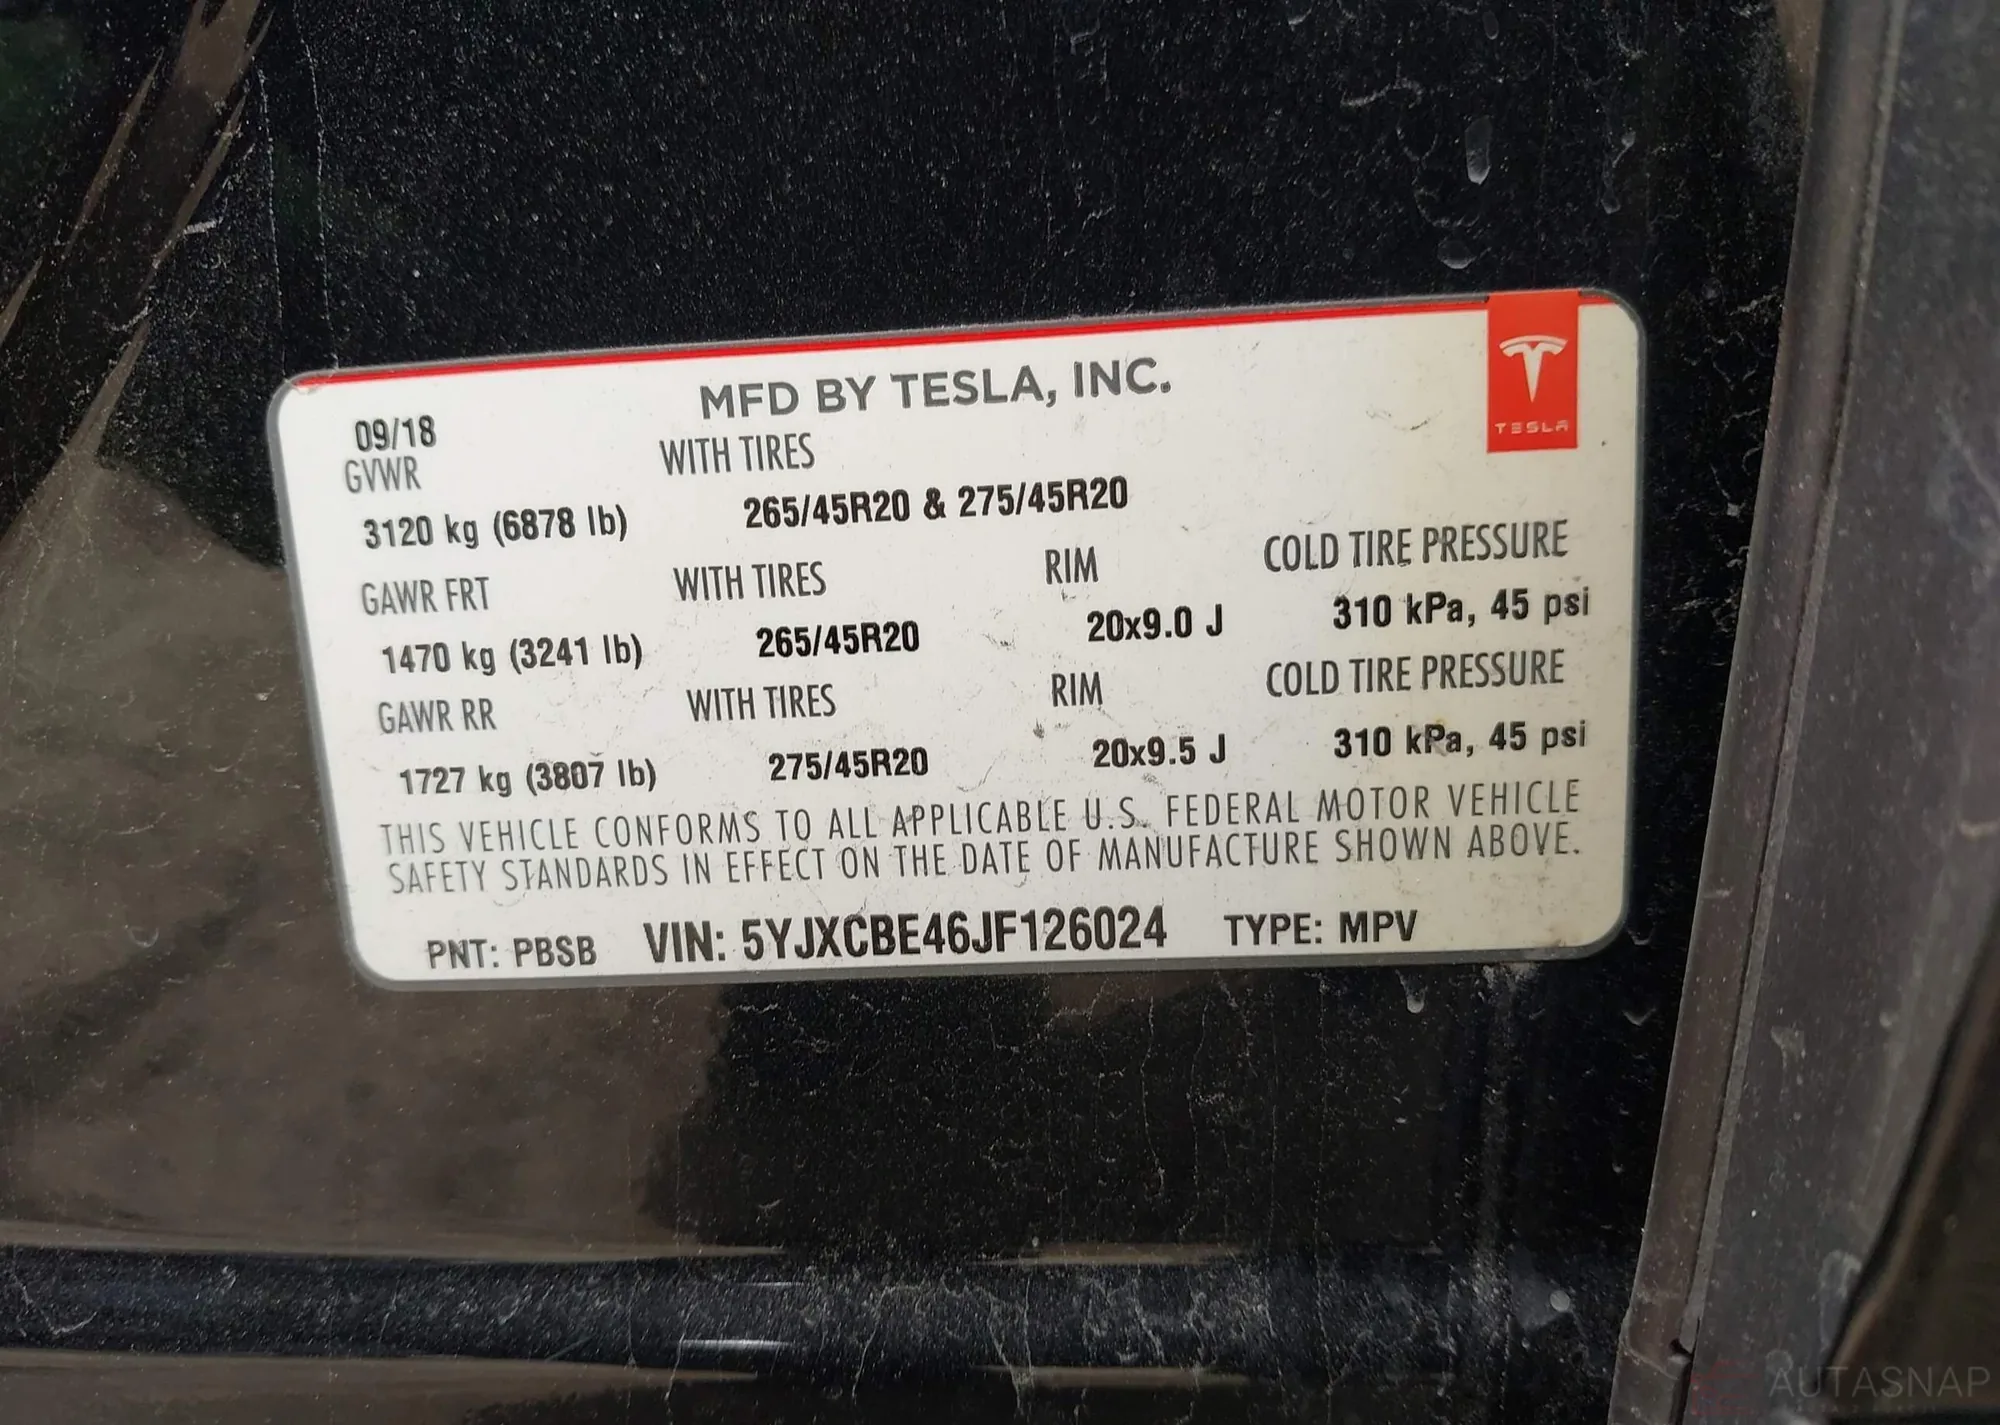 MFD BY TESLA, INC.
TESLA
09/18
GVWR WITH TIRES
3120 kg (6878 lb) 265/45R20 & 275/45R20
GAWR FRT WITH TIRES RIM COLD TIRE PRESSURE
1470 kg (3241 lb) 265/45R20 20x9.0 J 310 kPa, 45 psi
GAWR RR WITH TIRES RIM COLD TIRE PRESSURE
1727 kg (3807 lb) 275/45R20 20x9.5 J 310 kPa, 45 psi
THIS VEHICLE CONFORMS TO ALL APPLICABLE U.S. FEDERAL MOTOR VEHICLE
SAFETY STANDARDS IN EFFECT ON THE DATE OF MANUFACTURE SHOWN ABOVE.
PNT: PBSB VIN: 5YJXCBE46JF126024 TYPE: MPV
AUTASNAP